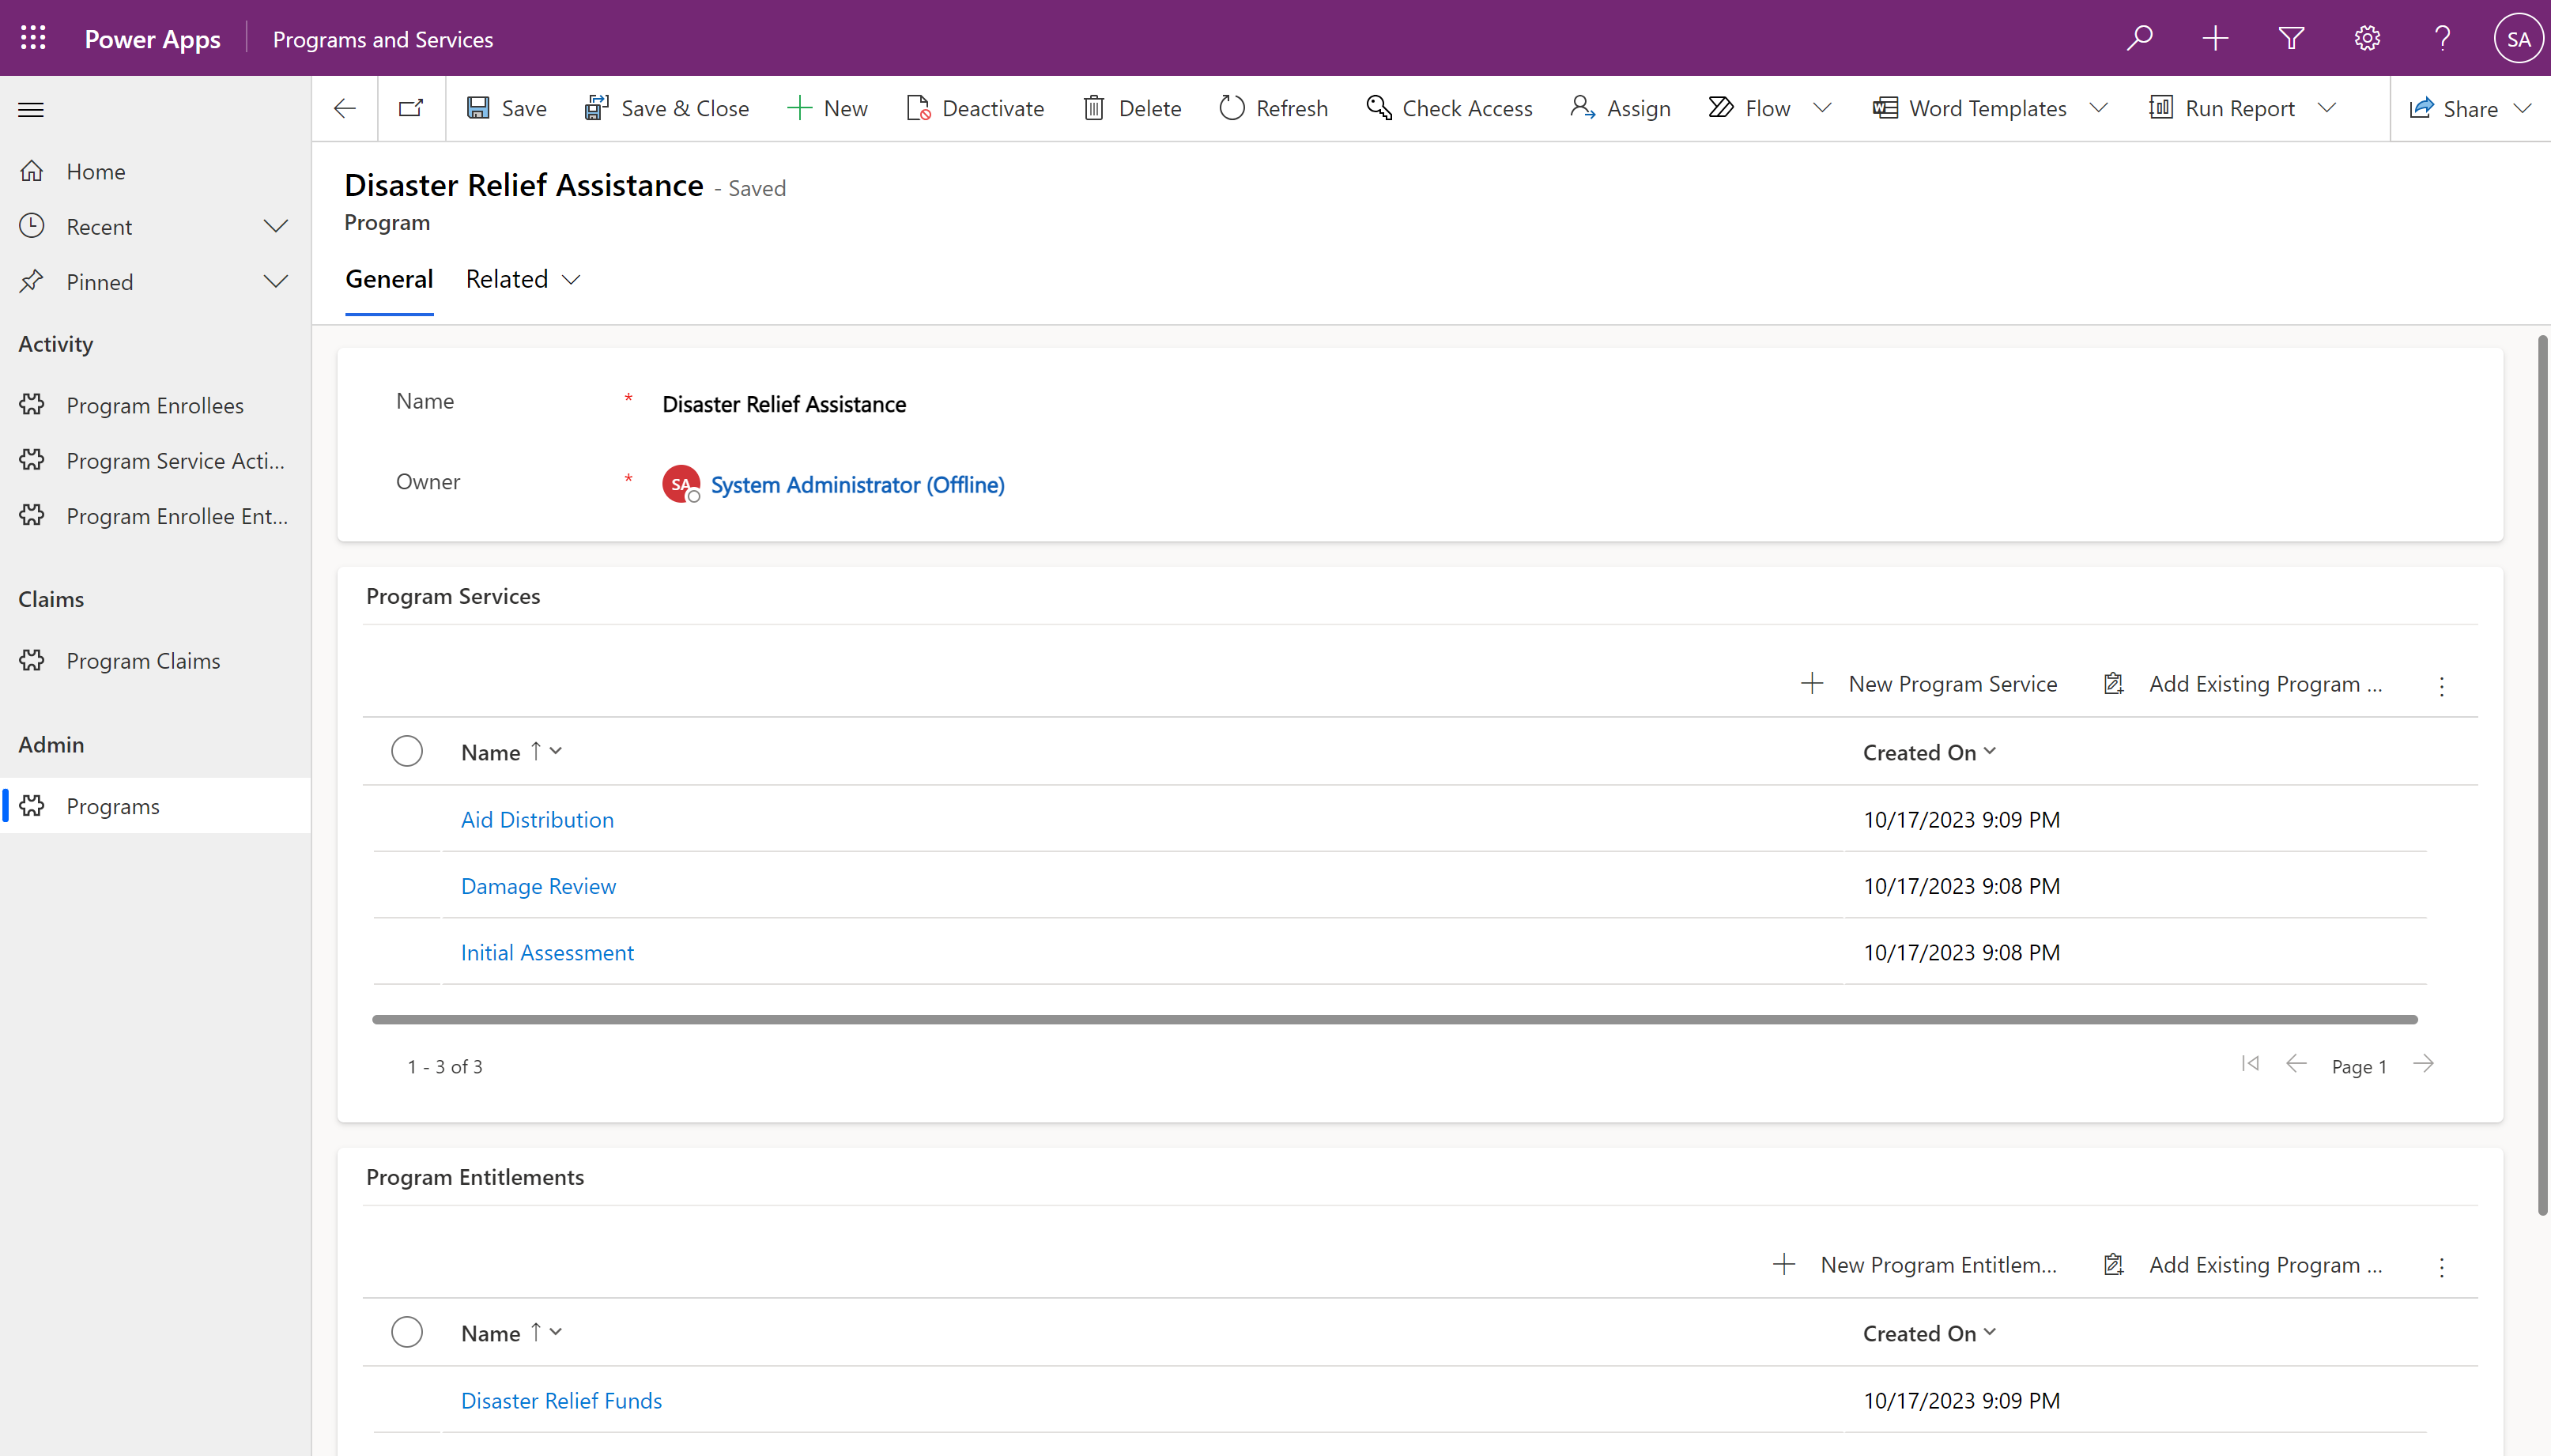 Power Apps
Programs and Services
SA
Save
Save & Close
New
Deactivate
Delete
Refresh
Check Access
Assign
Flow
Word Templates
Run Report
Share
Home
Recent
Pinned
Activity
Program Enrollees
Program Service Acti...
Program Enrollee Ent...
Claims
Program Claims
Admin
Programs
Disaster Relief Assistance - Saved
Program
General
Related
Name * Disaster Relief Assistance
Owner * SA System Administrator (Offline)
Program Services
New Program Service
Add Existing Program ...
Name ↑
Created On
Aid Distribution 10/17/2023 9:09 PM
Damage Review 10/17/2023 9:08 PM
Initial Assessment 10/17/2023 9:08 PM
1 - 3 of 3
Page 1
Program Entitlements
New Program Entitlem...
Add Existing Program ...
Name ↑
Created On
Disaster Relief Funds 10/17/2023 9:09 PM